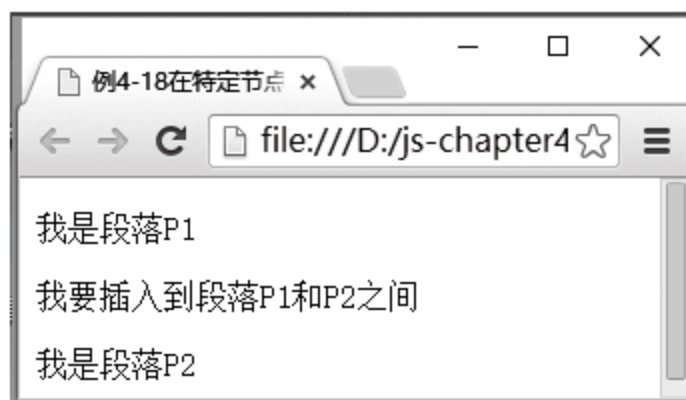 例4-18在特定节点
file:///D:/js-chapter4
我是段落P1
我要插入到段落P1和P2之间
我是段落P2